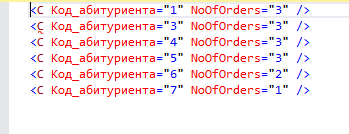 <C Код_абитуриента="1" NoOfOrders="3" />
<C Код_абитуриента="3" NoOfOrders="3" />
<C Код_абитуриента="4" NoOfOrders="3" />
<C Код_абитуриента="5" NoOfOrders="3" />
<C Код_абитуриента="6" NoOfOrders="2" />
<C Код_абитуриента="7" NoOfOrders="1" />